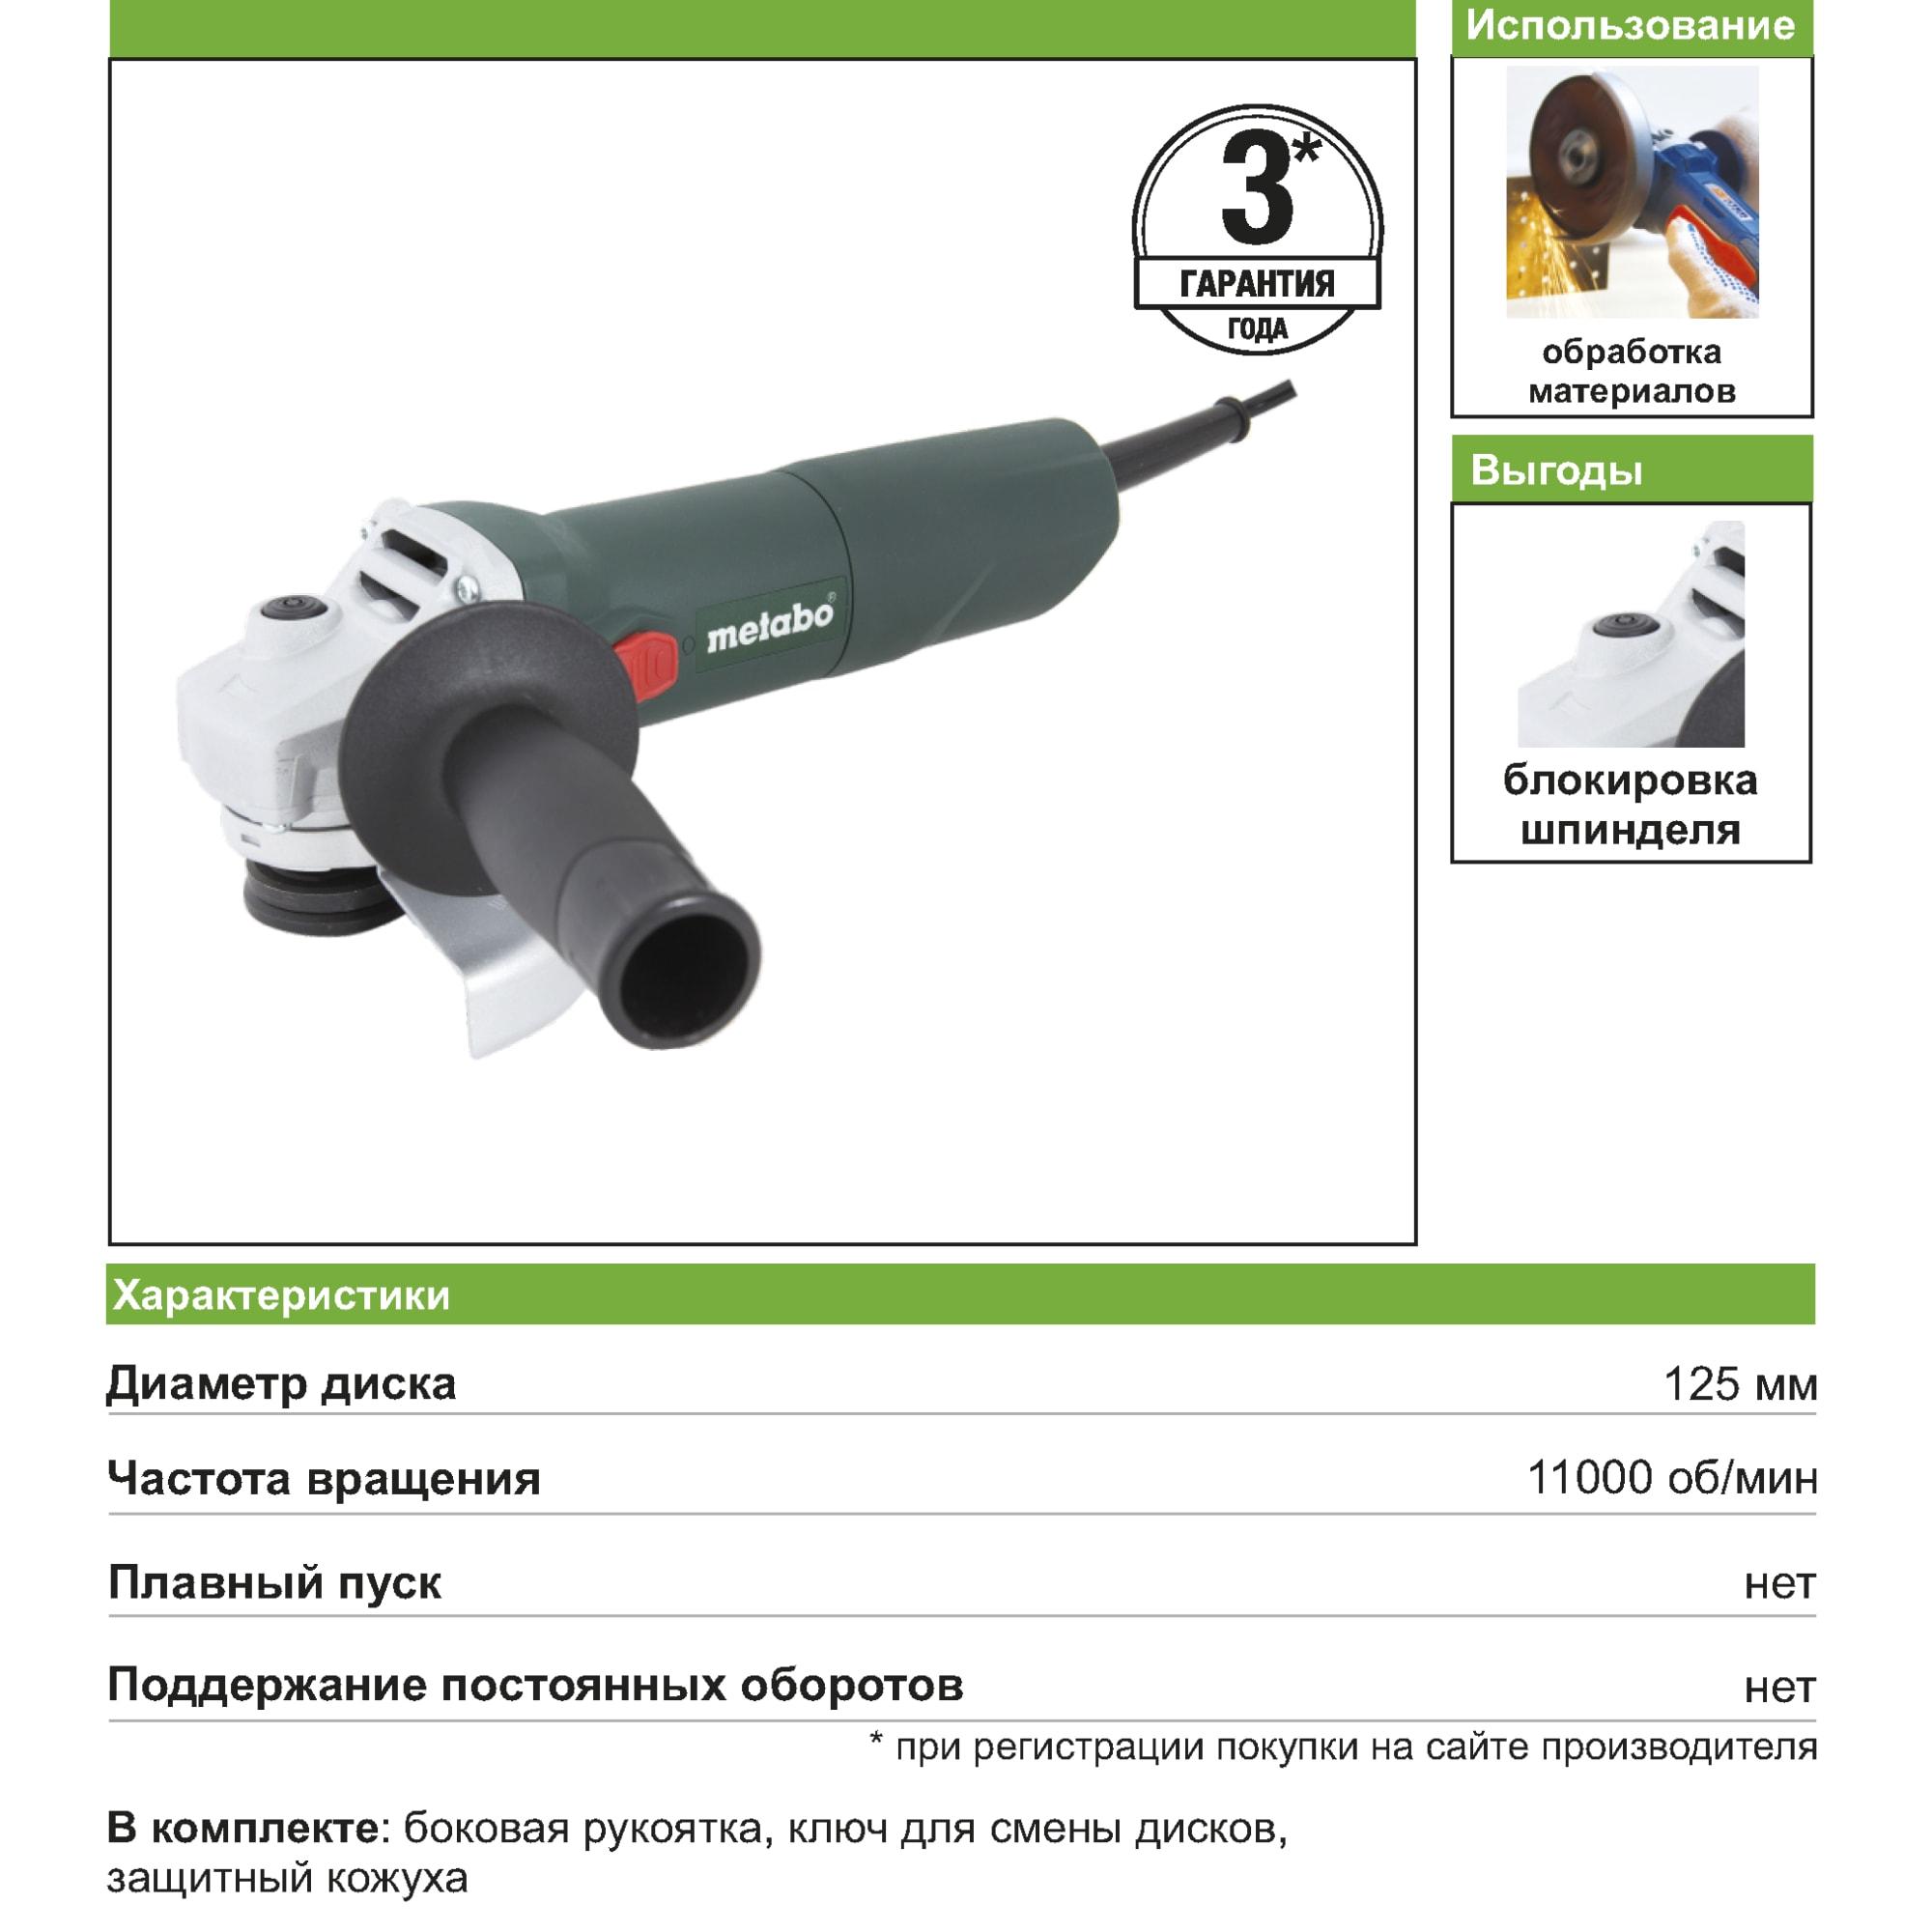 Использование
3*
ГАРАНТИЯ
ГОДА
обработка
материалов
metabo®
Выгоды
блокировка
шпинделя
Характеристики
Диаметр диска 125 мм
Частота вращения 11000 об/мин
Плавный пуск нет
Поддержание постоянных оборотов нет
* при регистрации покупки на сайте производителя
В комплекте: боковая рукоятка, ключ для смены дисков,
защитный кожуха